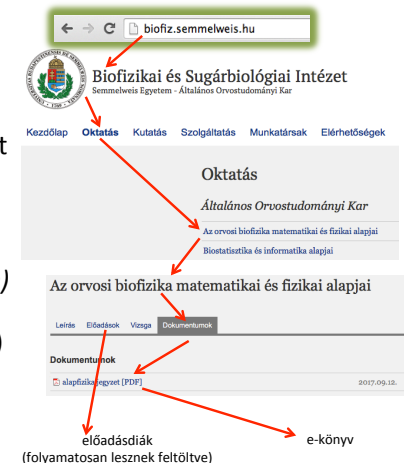 biofiz.semmelweis.hu
Biofizikai és Sugárbiológiai Intézet
Semmelweis Egyetem - Általános Orvostudományi Kar
Kezdőlap Oktatás Kutatás Szolgáltatás Munkatársak Elérhetőségek
t
Oktatás
Általános Orvostudományi Kar
Az orvosi biofizika matematikai és fizikai alapjai
Biostatisztika és informatika alapjai
)
Az orvosi biofizika matematikai és fizikai alapjai
Leírás Előadások Vizsga Dokumentumok
)
Dokumentumok
alapfizika jegyzet [PDF] 2017.09.12.
előadásdiák e-könyv
(folyamatosan lesznek feltöltve)